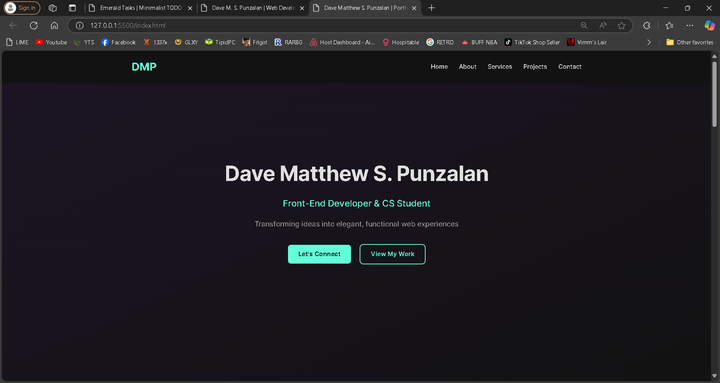 Sign in
Emerald Tasks | Minimalist TODO
Dave M. S. Punzalan | Web Develo
Dave Matthew S. Punzalan | Portf
127.0.0.1:5500/index.html
LIME
Youtube
YTS
Facebook
1337x
GLXY
TipidPC
Fitgirl
RARBG
Host Dashboard - Ai...
Hospitable
RETRO
BUFF NBA
TikTok Shop Seller
Vimm's Lair
Other favorites
DMP
Home
About
Services
Projects
Contact
Dave Matthew S. Punzalan
Front-End Developer & CS Student
Transforming ideas into elegant, functional web experiences
Let's Connect
View My Work